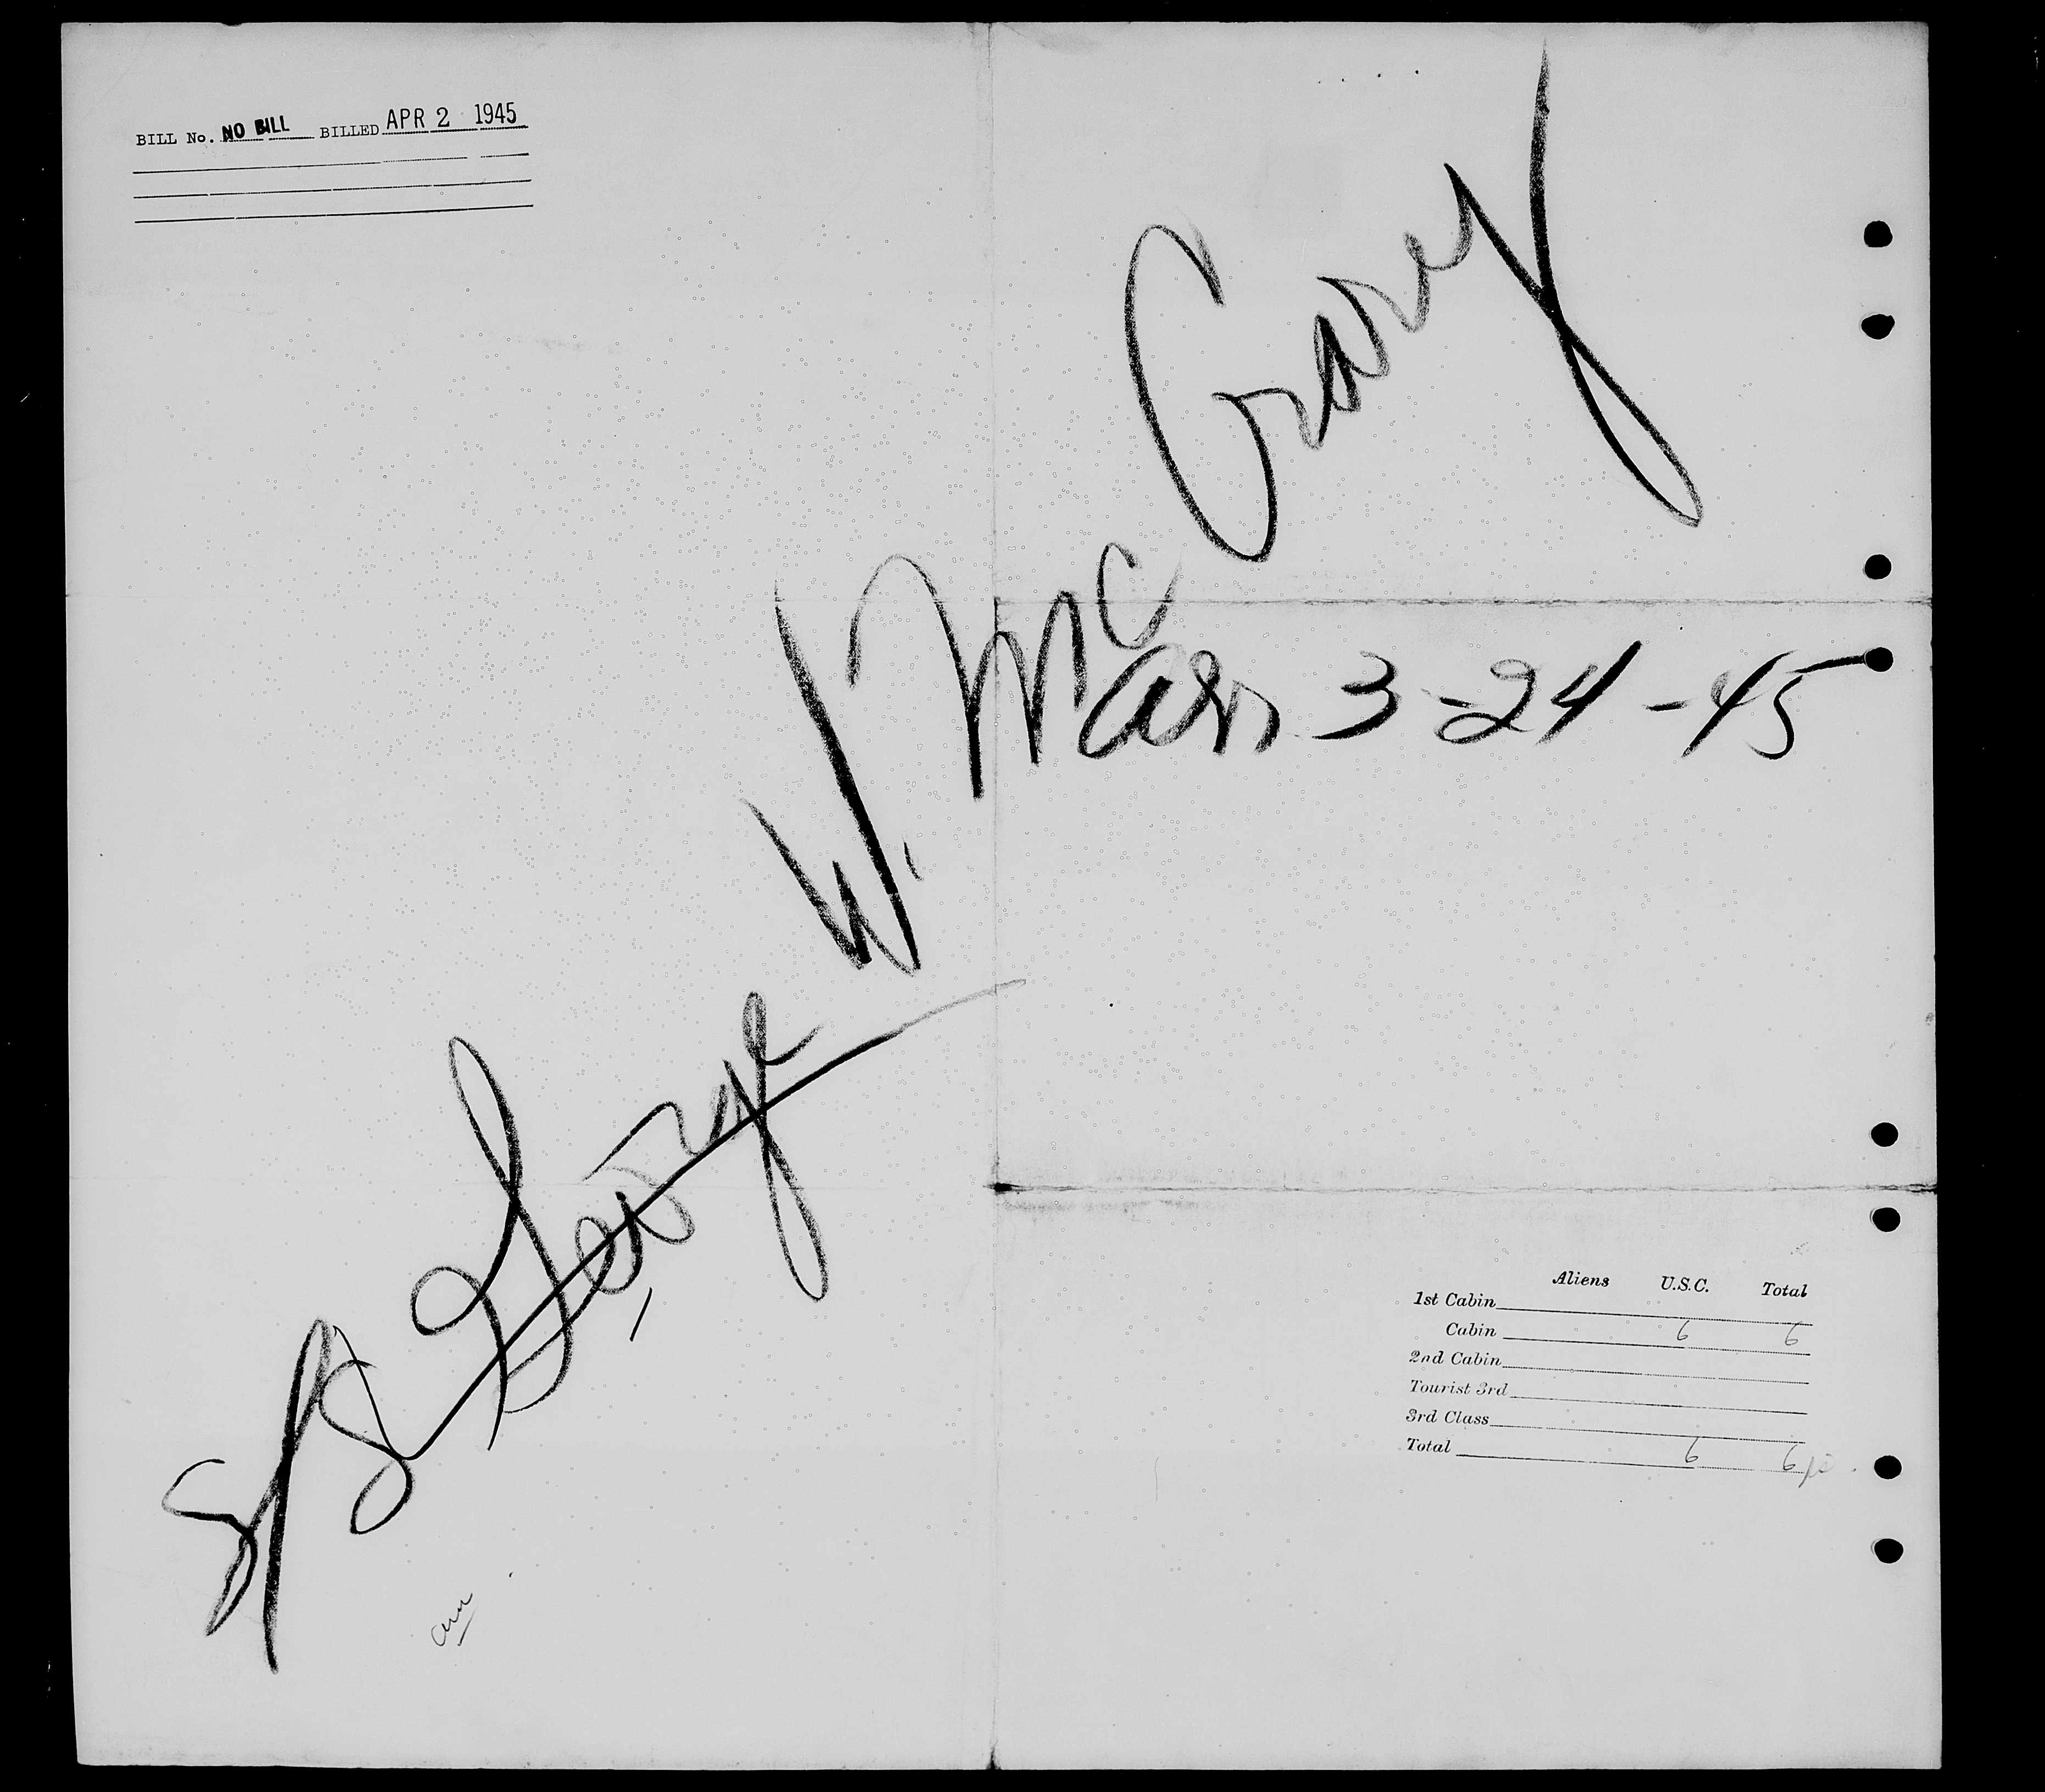 BILL No. NO BILL BILLED APR 2 1945
S/S George W. McCrary
arr 3-24-45
Aliens U.S.C. Total
1st Cabin
Cabin 6 6
2nd Cabin
Tourist 3rd
3rd Class
Total 6 6